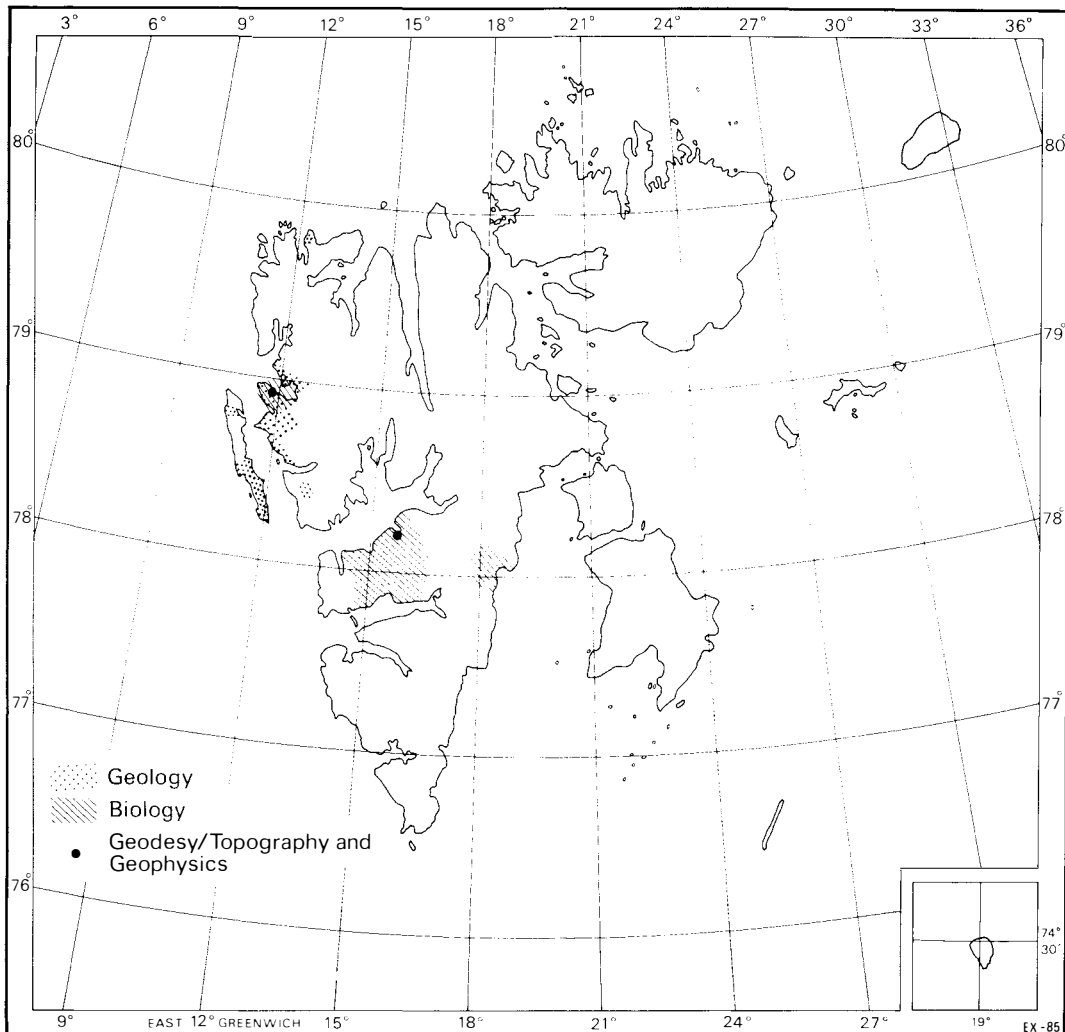 3° 6° 9° 12° 15° 18° 21° 24° 27° 30° 33° 36°
80° 80°
79° 79°
78° 78°
77° 77°
76°
Geology
Biology
Geodesy/Topography and
Geophysics
74°
30'
9° EAST 12° GREENWICH 15° 18° 21° 24° 27° 19° EX-85